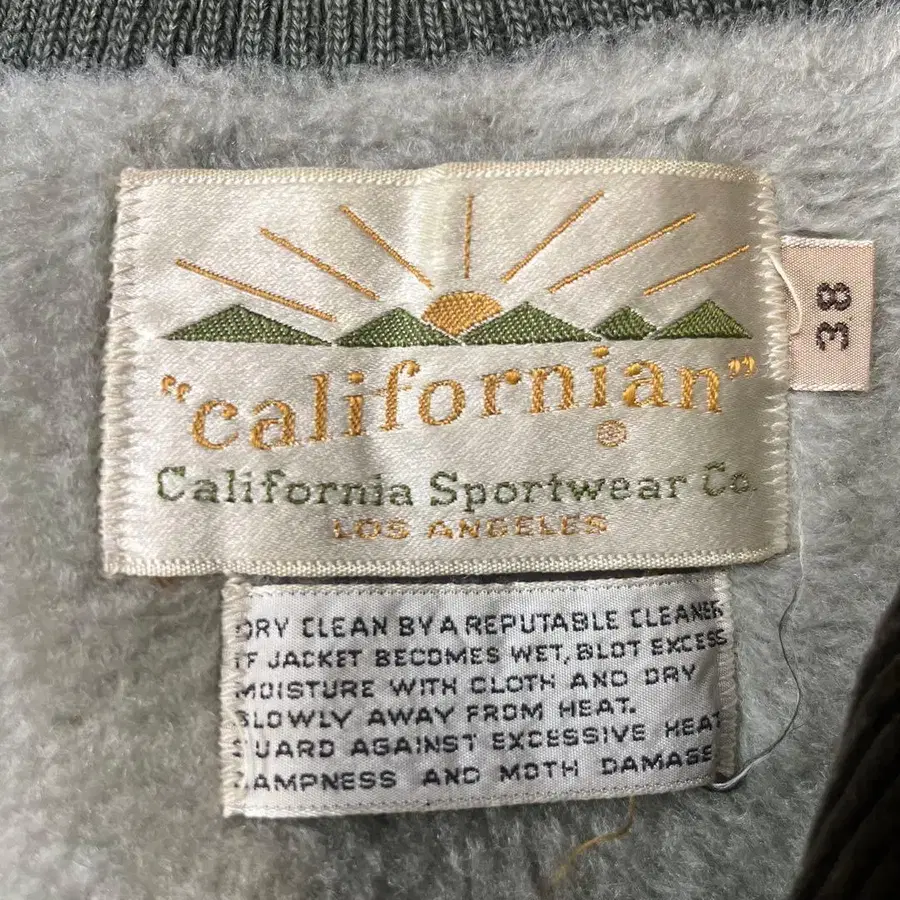 "californian"
®
California Sportwear Co.
LOS ANGELES
38
DRY CLEAN BY A REPUTABLE CLEANER
IF JACKET BECOMES WET, BLOT EXCESS
MOISTURE WITH CLOTH AND DRY
SLOWLY AWAY FROM HEAT.
GUARD AGAINST EXCESSIVE HEAT
DAMPNESS AND MOTH DAMAGE